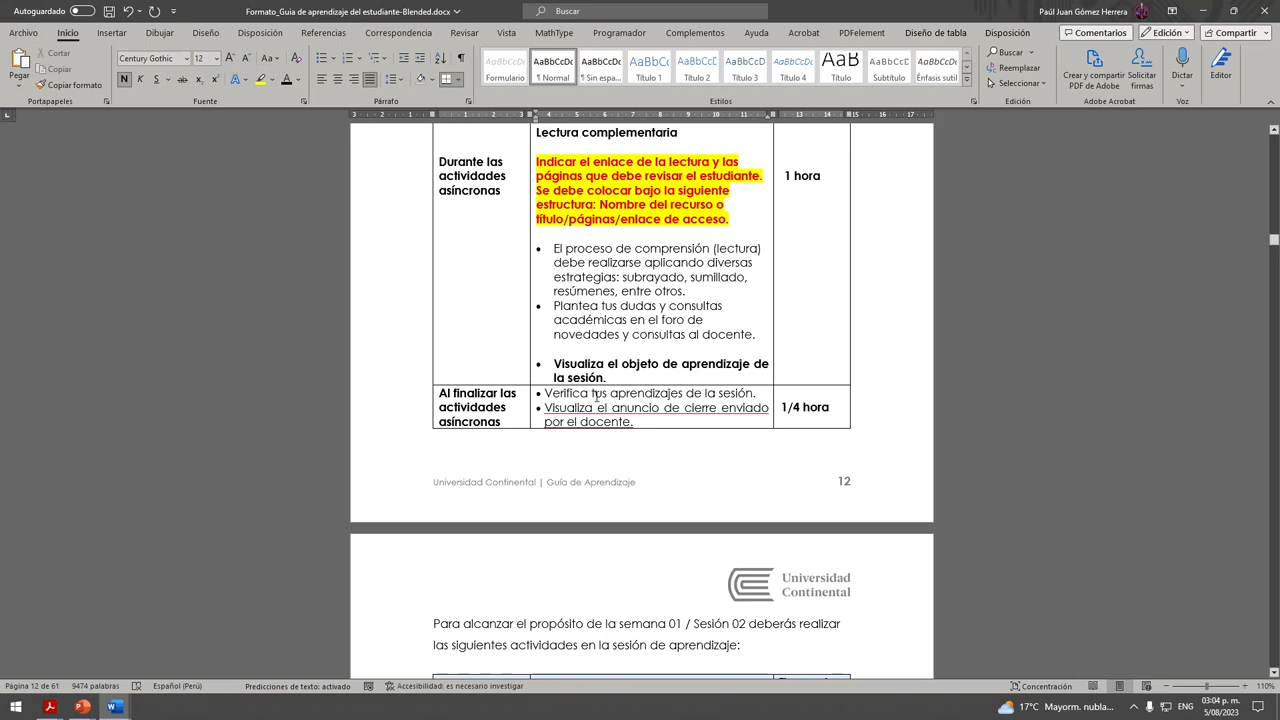 Autoguardado
Formato_Guía de aprendizaje del estudiante-Blended.docx
Buscar
Paúl Juan Gómez Herrera
Archivo Inicio Insertar Dibujar Diseño Disposición Referencias Correspondencia Revisar Vista MathType Programador Complementos Ayuda Acrobat PDFelement Diseño de tabla Disposición
Comentarios Edición Compartir
Pegar
Cortar
Copiar
Copiar formato
Portapapeles
Century Gothic 12
Fuente
Párrafo
AaBbCcDc AaBbCcDc AaBbCcDc AaBbCc AaBbCcD AaBbCcD AaBbCcDc AaB AaBbCcD AaBbCcDc
Formulario ¶ Normal ¶ Sin espa... Título 1 Título 2 Título 3 Título 4 Título Subtítulo Énfasis sutil
Estilos
Buscar
Reemplazar
Seleccionar
Edición
Crear y compartir PDF de Adobe
Solicitar firmas
Adobe Acrobat
Dictar
Voz
Editor
Lectura complementaria
Durante las
actividades
asíncronas
Indicar el enlace de la lectura y las
páginas que debe revisar el estudiante.
Se debe colocar bajo la siguiente
estructura: Nombre del recurso o
título/páginas/enlace de acceso.
1 hora
• El proceso de comprensión (lectura)
debe realizarse aplicando diversas
estrategias: subrayado, sumillado,
resúmenes, entre otros.
• Plantea tus dudas y consultas
académicas en el foro de
novedades y consultas al docente.
• Visualiza el objeto de aprendizaje de
la sesión.
Al finalizar las
actividades
asíncronas
• Verifica tus aprendizajes de la sesión.
• Visualiza el anuncio de cierre enviado
por el docente.
1/4 hora
Universidad Continental | Guía de Aprendizaje 12
Universidad
Continental
Para alcanzar el propósito de la semana 01 / Sesión 02 deberás realizar
las siguientes actividades en la sesión de aprendizaje:
Página 12 de 61 9474 palabras Español (Perú) Predicciones de texto: activado Accesibilidad: es necesario investigar
Concentración 110%
17°C Mayorm. nubla...
03:04 p. m.
5/08/2023